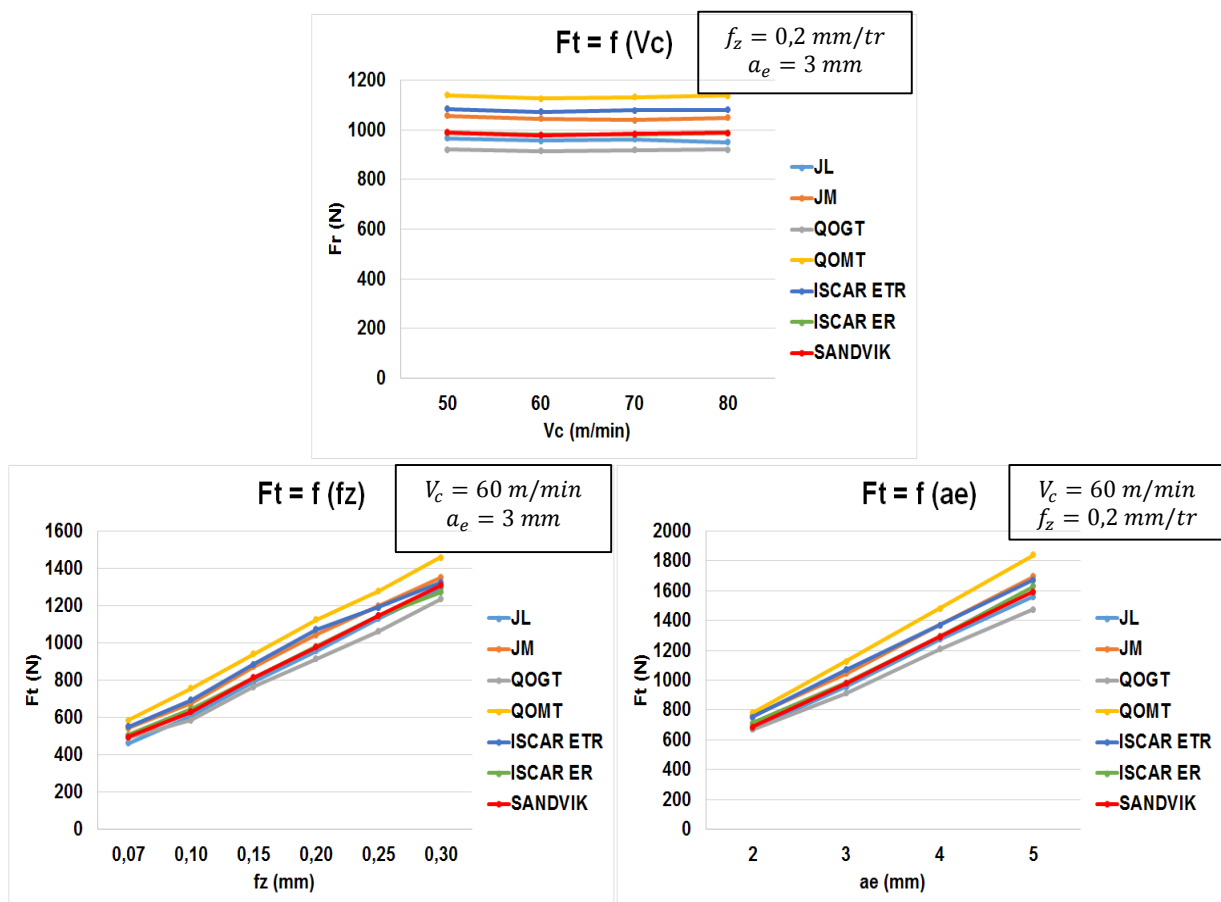 Ft = f (Vc)
f_z = 0,2 mm/tr
a_e = 3 mm
1200
1000
800
600
400
200
0
Fr (N)
50 60 70 80
Vc (m/min)
JL
JM
QOGT
QOMT
ISCAR ETR
ISCAR ER
SANDVIK
Ft = f (fz)
V_c = 60 m/min
a_e = 3 mm
1600
1400
1200
1000
800
600
400
200
0
Ft (N)
0,07 0,10 0,15 0,20 0,25 0,30
fz (mm)
JL
JM
QOGT
QOMT
ISCAR ETR
ISCAR ER
SANDVIK
Ft = f (ae)
V_c = 60 m/min
f_z = 0,2 mm/tr
2000
1800
1600
1400
1200
1000
800
600
400
200
0
Ft (N)
2 3 4 5
ae (mm)
JL
JM
QOGT
QOMT
ISCAR ETR
ISCAR ER
SANDVIK